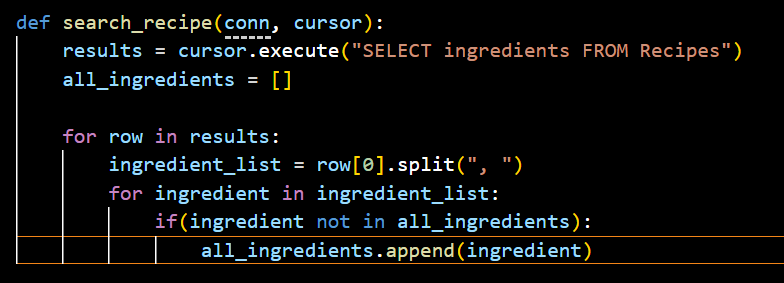 def search_recipe(conn, cursor):
    results = cursor.execute("SELECT ingredients FROM Recipes")
    all_ingredients = []

    for row in results:
        ingredient_list = row[0].split(", ")
        for ingredient in ingredient_list:
            if(ingredient not in all_ingredients):
                all_ingredients.append(ingredient)